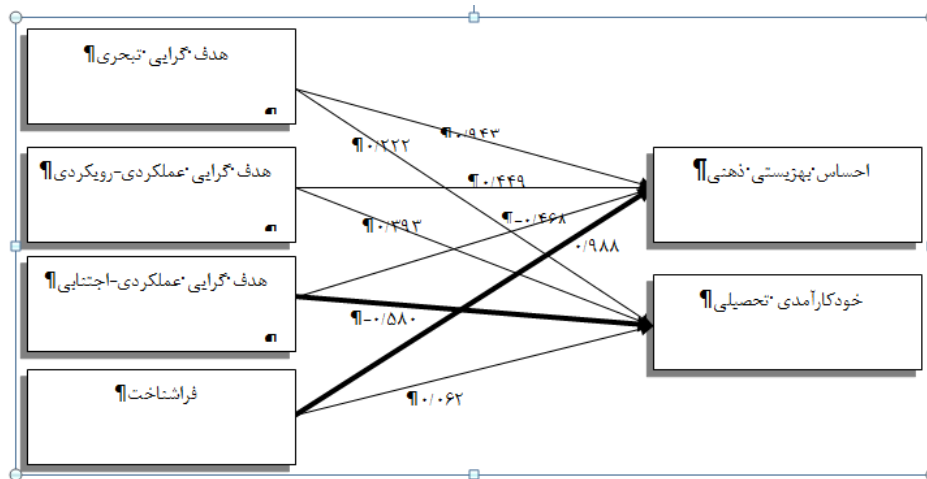 هدف گرایی تبحری¶
¶
هدف گرایی عملکردی-رویکردی¶
¶
هدف گرایی عملکردی-اجتنابی¶
¶
فراشناخت¶
۰/۹۴۳¶
۰/۲۲۲¶
۰/۴۴۹¶
۰/۳۹۳¶
-۰/۴۶۸¶
۰/۹۸۸
-۰/۵۸۰¶
۰/۰۶۲¶
احساس بهزیستی ذهنی¶
خودکارآمدی تحصیلی¶